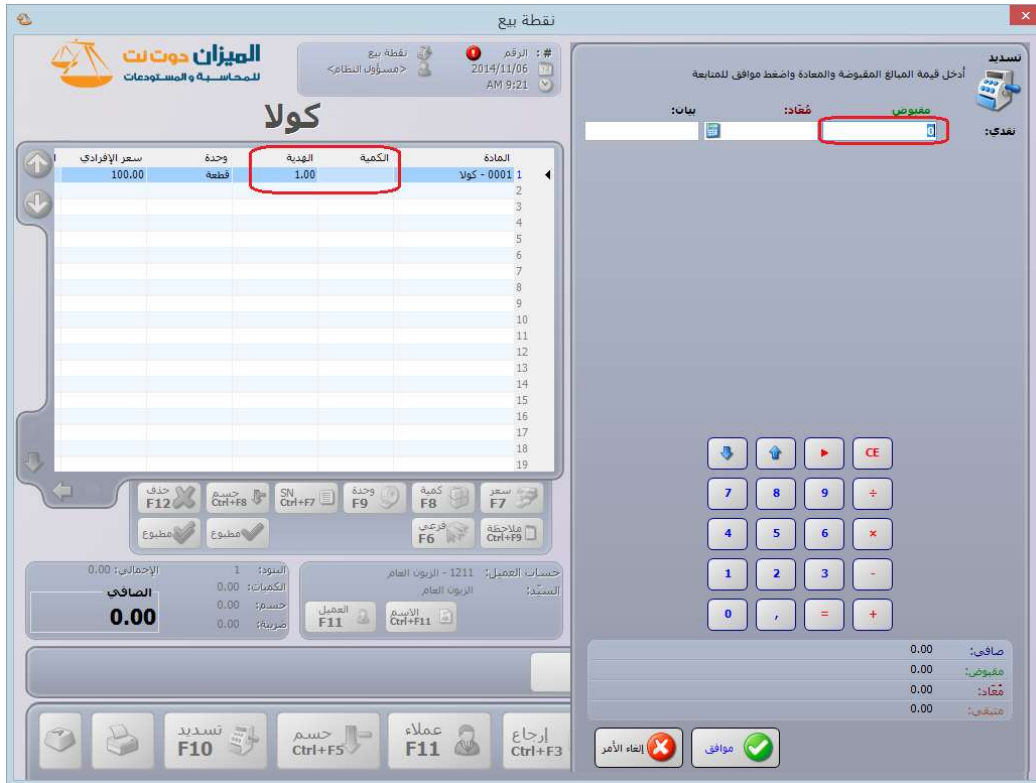 نقطة بيع
تسديد
أدخل قيمة المبالغ المقبوضة والمعادة واضغط موافق للمتابعة
مقبوض مُعَاد: بيان:
نقدي: 0
#: الرقم نقطة بيع
2014/11/06 <مسؤول النظام>
AM 9:21
الميزان دوت نت
للمحاســبة والمسـتودعات
كولا
المادة الكمية الهدية وحدة سعر الإفرادي
1 0001 - كولا 1.00 قطعة 100.00
2
3
4
5
6
7
8
9
10
11
12
13
14
15
16
17
18
19
سعر F7 كمية F8 وحدة F9 SN Ctrl+F7 حسم Ctrl+F8 حذف F12
ملاحظة Ctrl+F9 فرعي F6 مطبوع مطبوع
حساب العميل: 1211 - الزبون العام
السيّد: الزبون العام
الاسم Ctrl+F11 العميل F11
البنود: 1
الكميات: 0.00
حسم: 0.00
ضريبة: 0.00
الإجمالي: 0.00
الصافي
0.00
إرجاع Ctrl+F3 عملاء F11 حسم Ctrl+F5 تسديد F10
CE
7 8 9 ÷
4 5 6 ×
1 2 3 -
0 , = +
صافي: 0.00
مقبوض: 0.00
مُعَاد: 0.00
متبقي: 0.00
موافق إلغاء الأمر